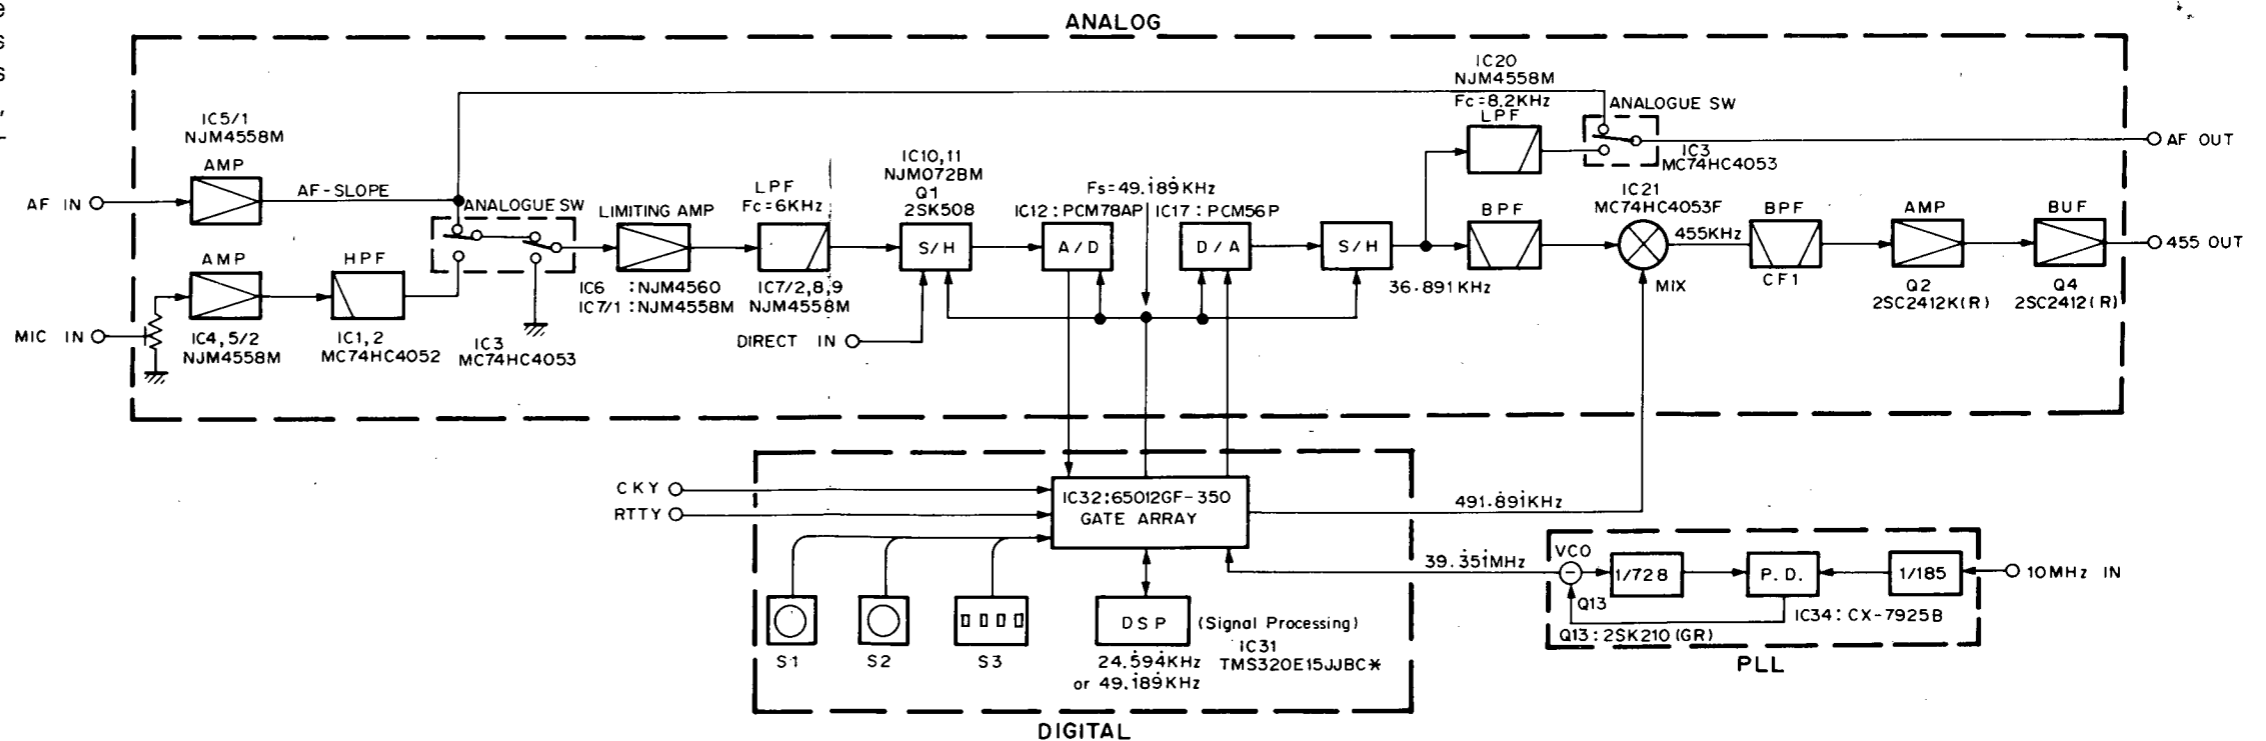 e
s
s
,
ANALOG
IC5/1
NJM4558M
AMP
AF IN
AF-SLOPE
ANALOGUE SW
AMP
HPF
MIC IN
IC4,5/2
NJM4558M
IC1,2
MC74HC4052
IC3
MC74HC4053
LIMITING AMP
IC6 :NJM4560
IC7/1:NJM4558M
LPF
Fc=6KHz
IC7/2,8,9
NJM4558M
DIRECT IN
IC10,11
NJM072BM
Q1
2SK508
S/H
Fs=49.189KHz
IC12:PCM78AP
A/D
IC17:PCM56P
D/A
S/H
36.891KHz
IC20
NJM4558M
Fc=8.2KHz
LPF
ANALOGUE SW
IC3
MC74HC4053
AF OUT
BPF
IC21
MC74HC4053F
455KHz
MIX
BPF
CF1
AMP
Q2
2SC2412K(R)
BUF
Q4
2SC2412(R)
455 OUT
CKY
RTTY
IC32:65012GF-350
GATE ARRAY
491.891KHz
39.351MHz
S1
S2
S3
DSP
(Signal Processing)
IC31
TMS320E15JJBC*
24.594KHz
or 49.189KHz
DIGITAL
VCO
–
Q13
1/728
P.D.
1/185
10MHz IN
IC34:CX-7925B
Q13:2SK210(GR)
PLL